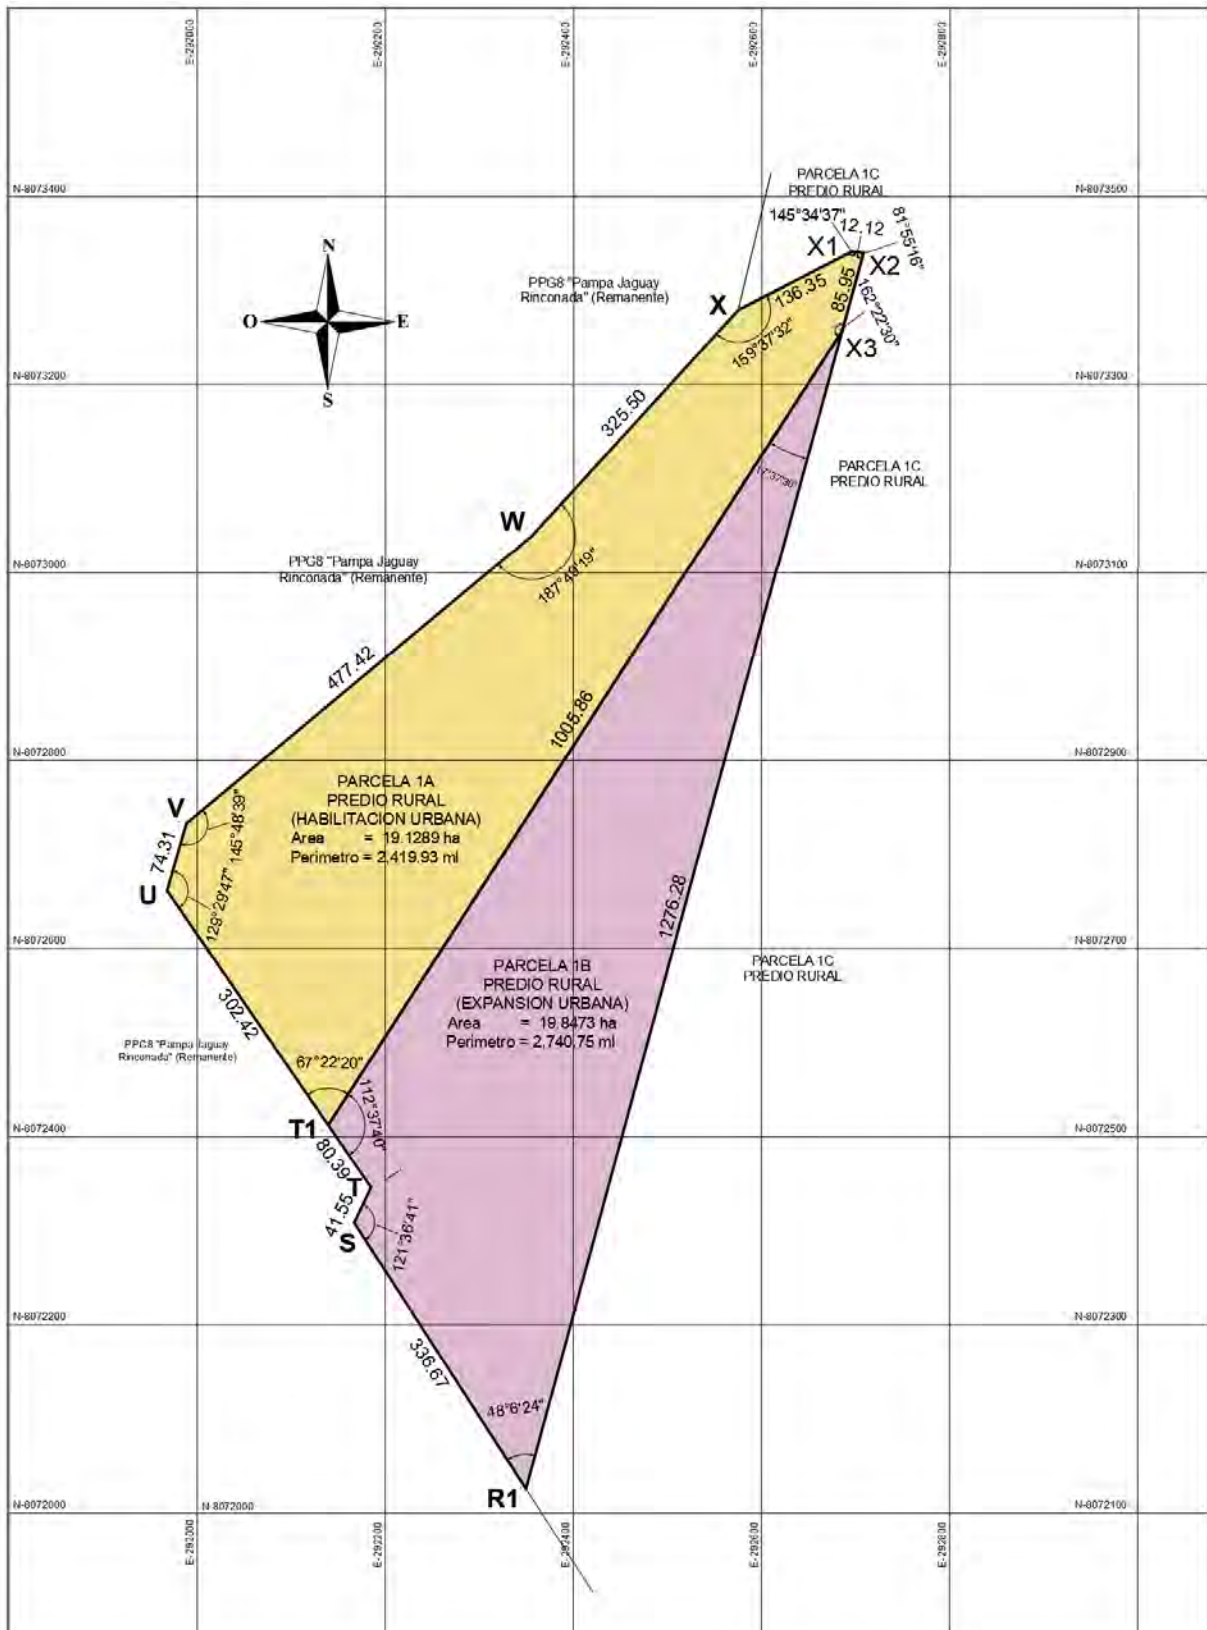 E-292000
E-292200
E-292400
E-292600
E-292800
N-8073400
N-8073500
PARCELA 1C
PREDIO RURAL
145°34'37"
12.12
81°55'16"
X1
X2
N
O
E
S
PPG8 "Pampa Jaguay
Rinconada" (Remanente)
X
136.35
85.95
162°22'30"
159°37'32"
X3
N-8073200
N-8073300
325.50
PARCELA 1C
PREDIO RURAL
17°37'30"
W
PPG8 "Pampa Jaguay
Rinconada" (Remanente)
187°49'19"
N-8073000
N-8073100
477.42
1005.86
N-8072800
N-8072900
PARCELA 1A
PREDIO RURAL
(HABILITACION URBANA)
Area = 19.1289 ha
Perimetro = 2,419.93 ml
V
145°48'39"
74.31
U
129°29'47"
1276.28
N-8072600
N-8072700
PARCELA 1B
PREDIO RURAL
(EXPANSION URBANA)
Area = 19.8473 ha
Perimetro = 2,740.75 ml
PARCELA 1C
PREDIO RURAL
302.42
PPG8 "Pampa Jaguay
Rinconada" (Remanente)
67°22'20"
112°37'40"
T1
N-8072400
N-8072500
80.39
T
41.55
S
121°36'41"
N-8072200
N-8072300
336.67
48°6'24"
R1
N-8072000
N-8072000
N-8072100
E-292000
E-292200
E-292400
E-292600
E-292800